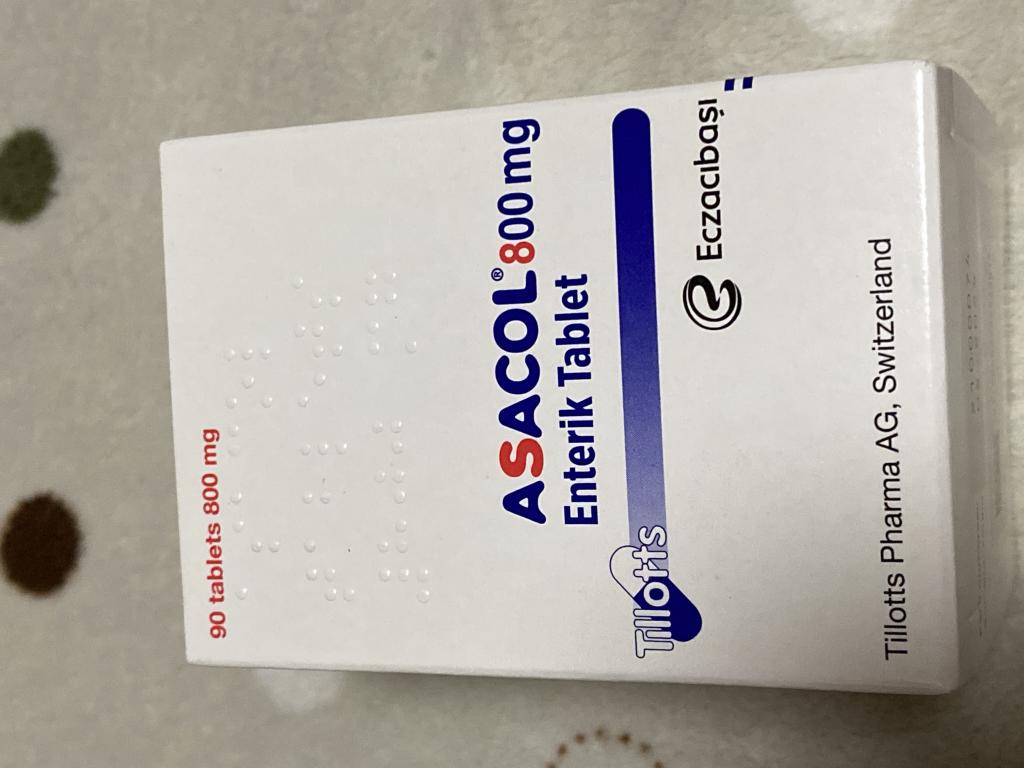 90 tablets 800 mg
ASACOL® 800 mg
Enterik Tablet
Tillotts
Eczacıbaşı
Tillotts Pharma AG, Switzerland